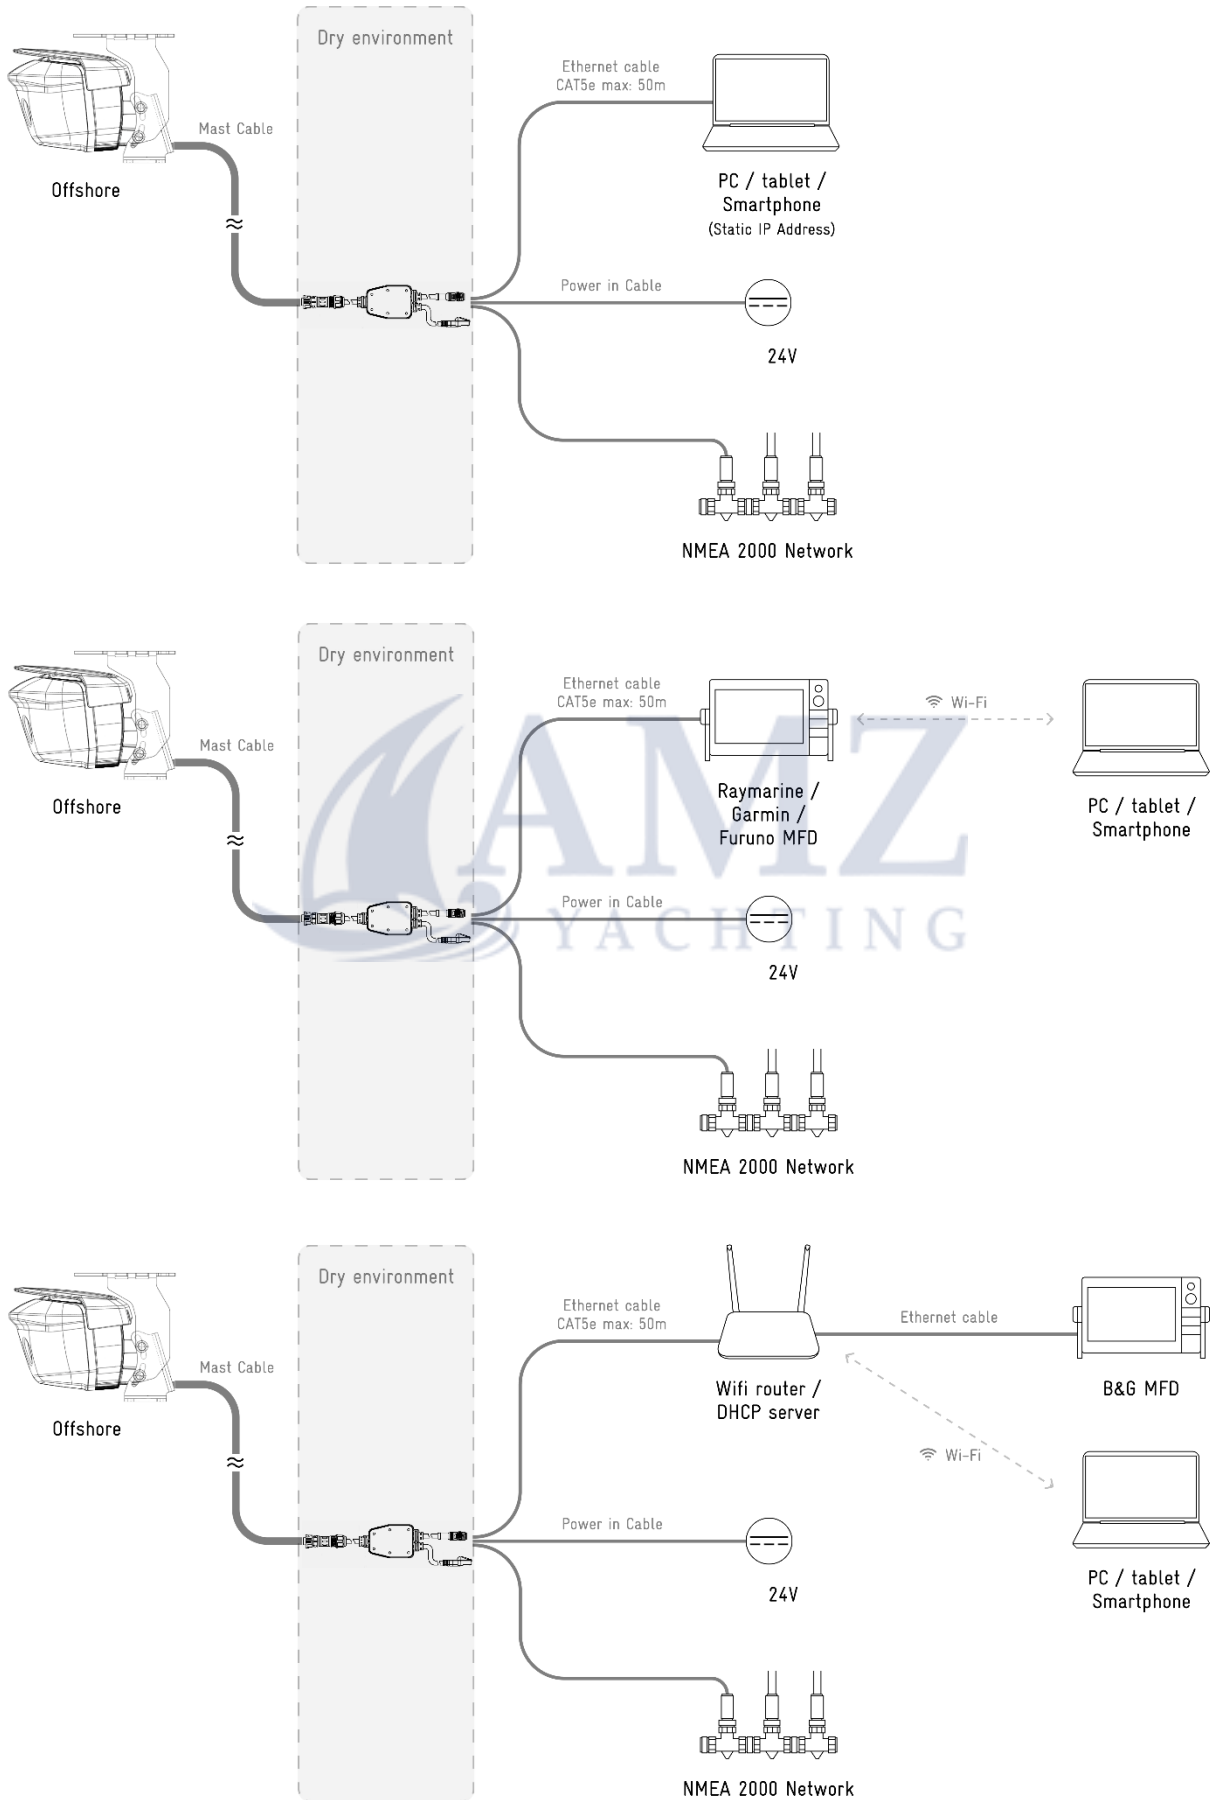 Dry environment
Ethernet cable
CAT5e max: 50m
Mast Cable
Offshore
PC / tablet /
Smartphone
(Static IP Address)
Power in Cable
24V
NMEA 2000 Network
Dry environment
Ethernet cable
CAT5e max: 50m
Wi-Fi
Mast Cable
Offshore
Raymarine /
Garmin /
Furuno MFD
PC / tablet /
Smartphone
AMZ
YACHTING
Power in Cable
24V
NMEA 2000 Network
Dry environment
Ethernet cable
CAT5e max: 50m
Ethernet cable
Mast Cable
Offshore
Wifi router /
DHCP server
B&G MFD
Wi-Fi
Power in Cable
24V
PC / tablet /
Smartphone
NMEA 2000 Network